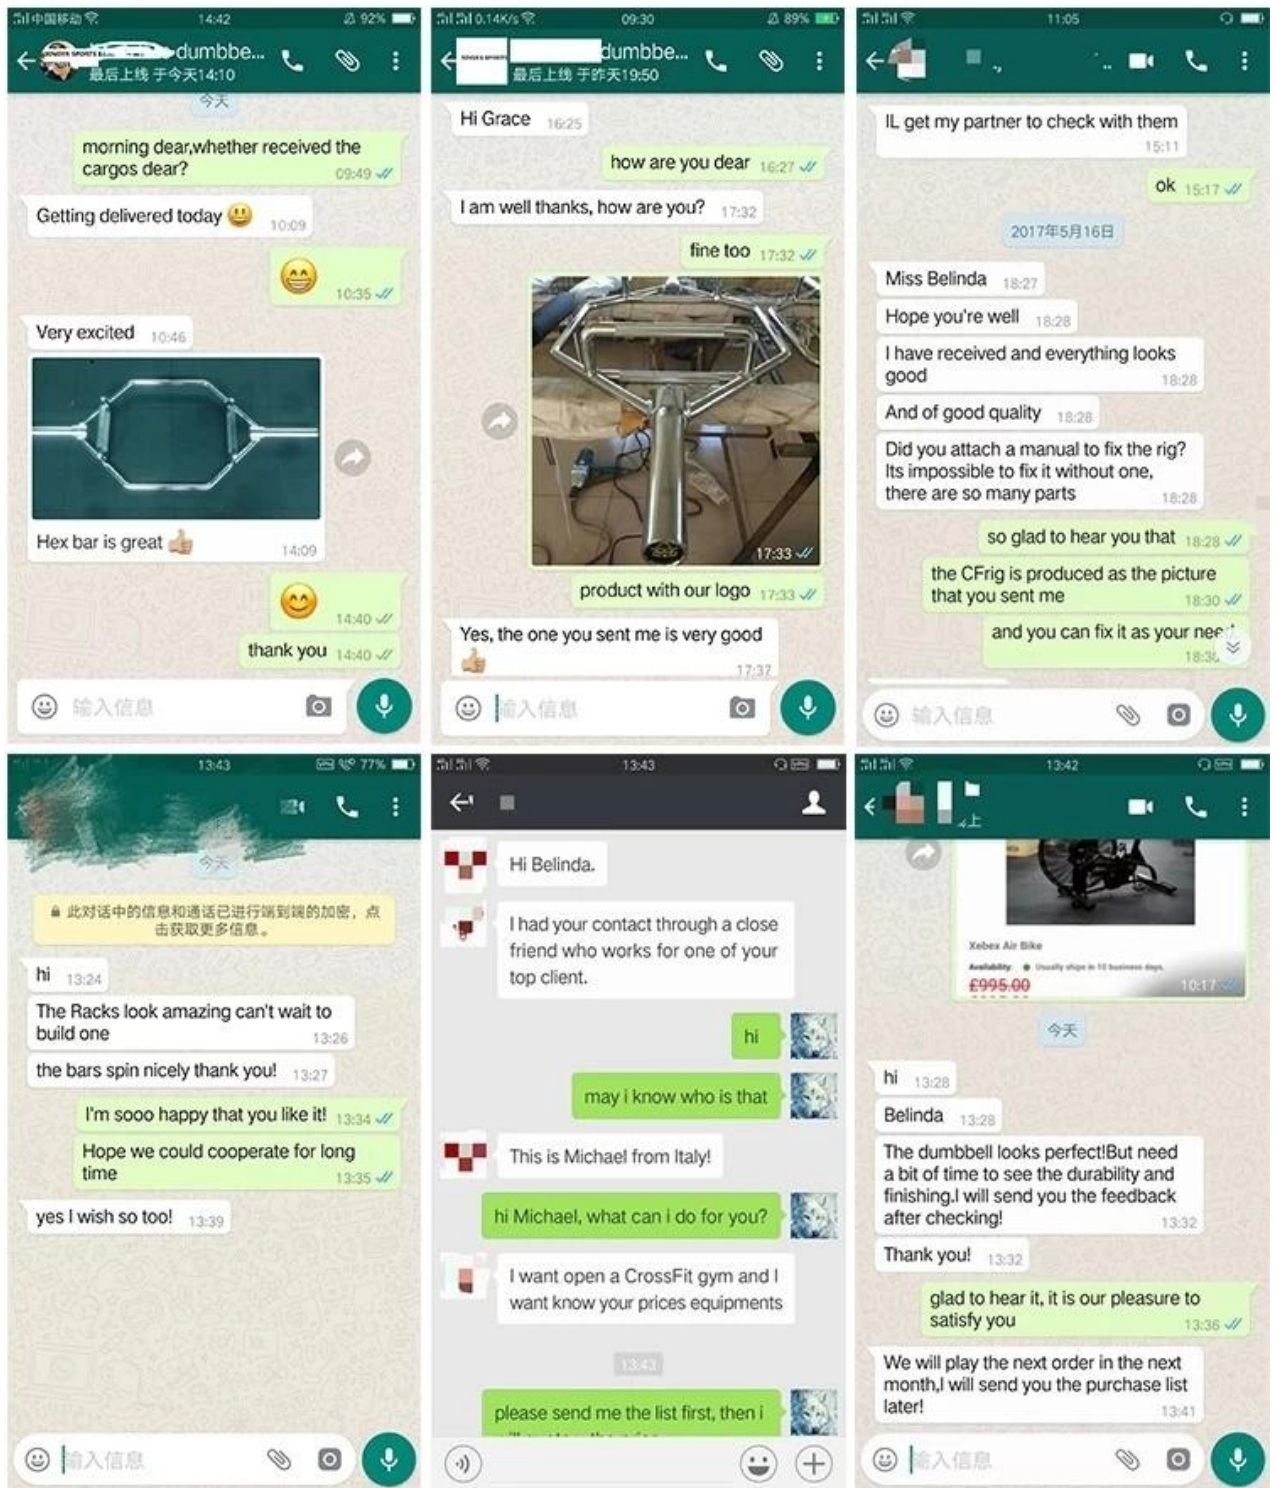 中国移动
14:42
92%
dumbbe...
最后上线 于今天14:10
今天
morning dear,whether received the
cargos dear?
09:49
Getting delivered today
10:09
10:35
Very excited
10:46
Hex bar is great
14:09
14:40
thank you
14:40
输入信息
0.14K/s
09:30
89%
dumbbe...
最后上线 于昨天19:50
Hi Grace
16:25
how are you dear
16:27
I am well thanks, how are you?
17:32
fine too
17:32
17:33
product with our logo
17:33
Yes, the one you sent me is very good
17:37
输入信息
11:05
IL get my partner to check with them
15:11
ok
15:17
2017年5月16日
Miss Belinda
18:27
Hope you're well
18:28
I have received and everything looks
good
18:28
And of good quality
18:28
Did you attach a manual to fix the rig?
Its impossible to fix it without one,
there are so many parts
18:28
so glad to hear you that
18:28
the CFrig is produced as the picture
that you sent me
18:30
and you can fix it as your need
输入信息
13:43
77%
今天
此对话中的信息和通话已进行端到端的加密，点
击获取更多信息。
hi
13:24
The Racks look amazing can't wait to
build one
13:26
the bars spin nicely thank you!
13:27
I'm sooo happy that you like it!
13:34
Hope we could cooperate for long
time
13:35
yes I wish so too!
13:39
输入信息
13:43
Hi Belinda.
I had your contact through a close
friend who works for one of your
top client.
hi
may i know who is that
This is Michael from Italy!
hi Michael, what can i do for you?
I want open a CrossFit gym and I
want know your prices equipments
13:43
please send me the list first, then i
13:42
上
Xebex Air Bike
Availability: Usually ships in 10 business days.
£995.00
10:17
今天
hi
13:28
Belinda
13:28
The dumbbell looks perfect!But need
a bit of time to see the durability and
finishing.I will send you the feedback
after checking!
13:32
Thank you!
13:32
glad to hear it, it is our pleasure to
satisfy you
13:36
We will play the next order in the next
month,I will send you the purchase list
later!
13:41
输入信息